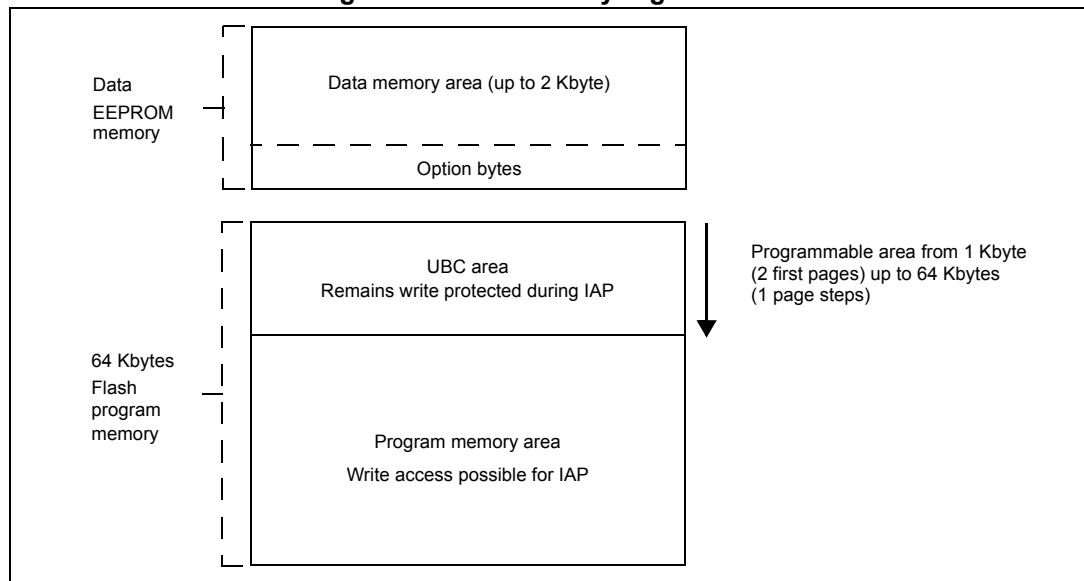 Data memory area (up to 2 Kbyte)
Data
EEPROM
memory
Option bytes
UBC area
Remains write protected during IAP
Programmable area from 1 Kbyte
(2 first pages) up to 64 Kbytes
(1 page steps)
64 Kbytes
Flash
program
memory
Program memory area
Write access possible for IAP